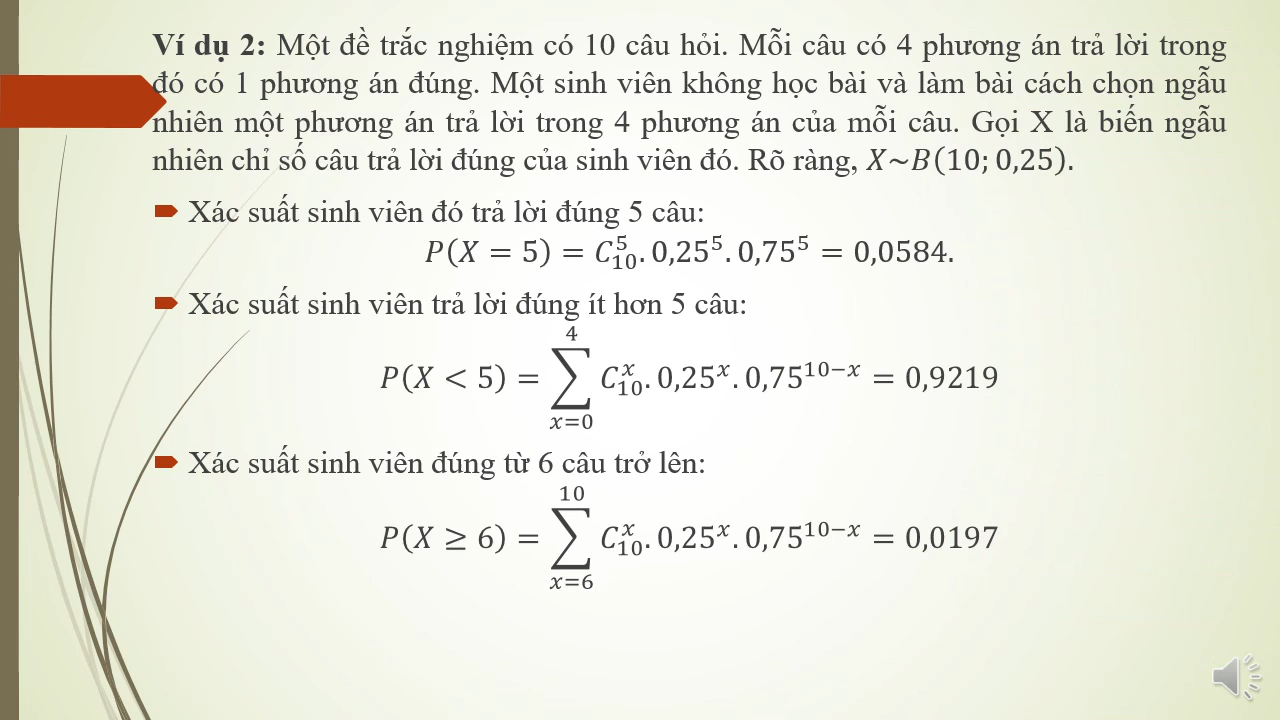 Ví dụ 2: Một đề trắc nghiệm có 10 câu hỏi. Mỗi câu có 4 phương án trả lời trong
đó có 1 phương án đúng. Một sinh viên không học bài và làm bài cách chọn ngẫu
nhiên một phương án trả lời trong 4 phương án của mỗi câu. Gọi X là biến ngẫu
nhiên chỉ số câu trả lời đúng của sinh viên đó. Rõ ràng, X~B(10; 0,25).
Xác suất sinh viên đó trả lời đúng 5 câu:
P(X = 5) = C_{10}^{5}. 0,25^{5}. 0,75^{5} = 0,0584.
Xác suất sinh viên trả lời đúng ít hơn 5 câu:
P(X < 5) = \sum_{x=0}^{4} C_{10}^{x}. 0,25^{x}. 0,75^{10−x} = 0,9219
Xác suất sinh viên đúng từ 6 câu trở lên:
P(X ≥ 6) = \sum_{x=6}^{10} C_{10}^{x}. 0,25^{x}. 0,75^{10−x} = 0,0197